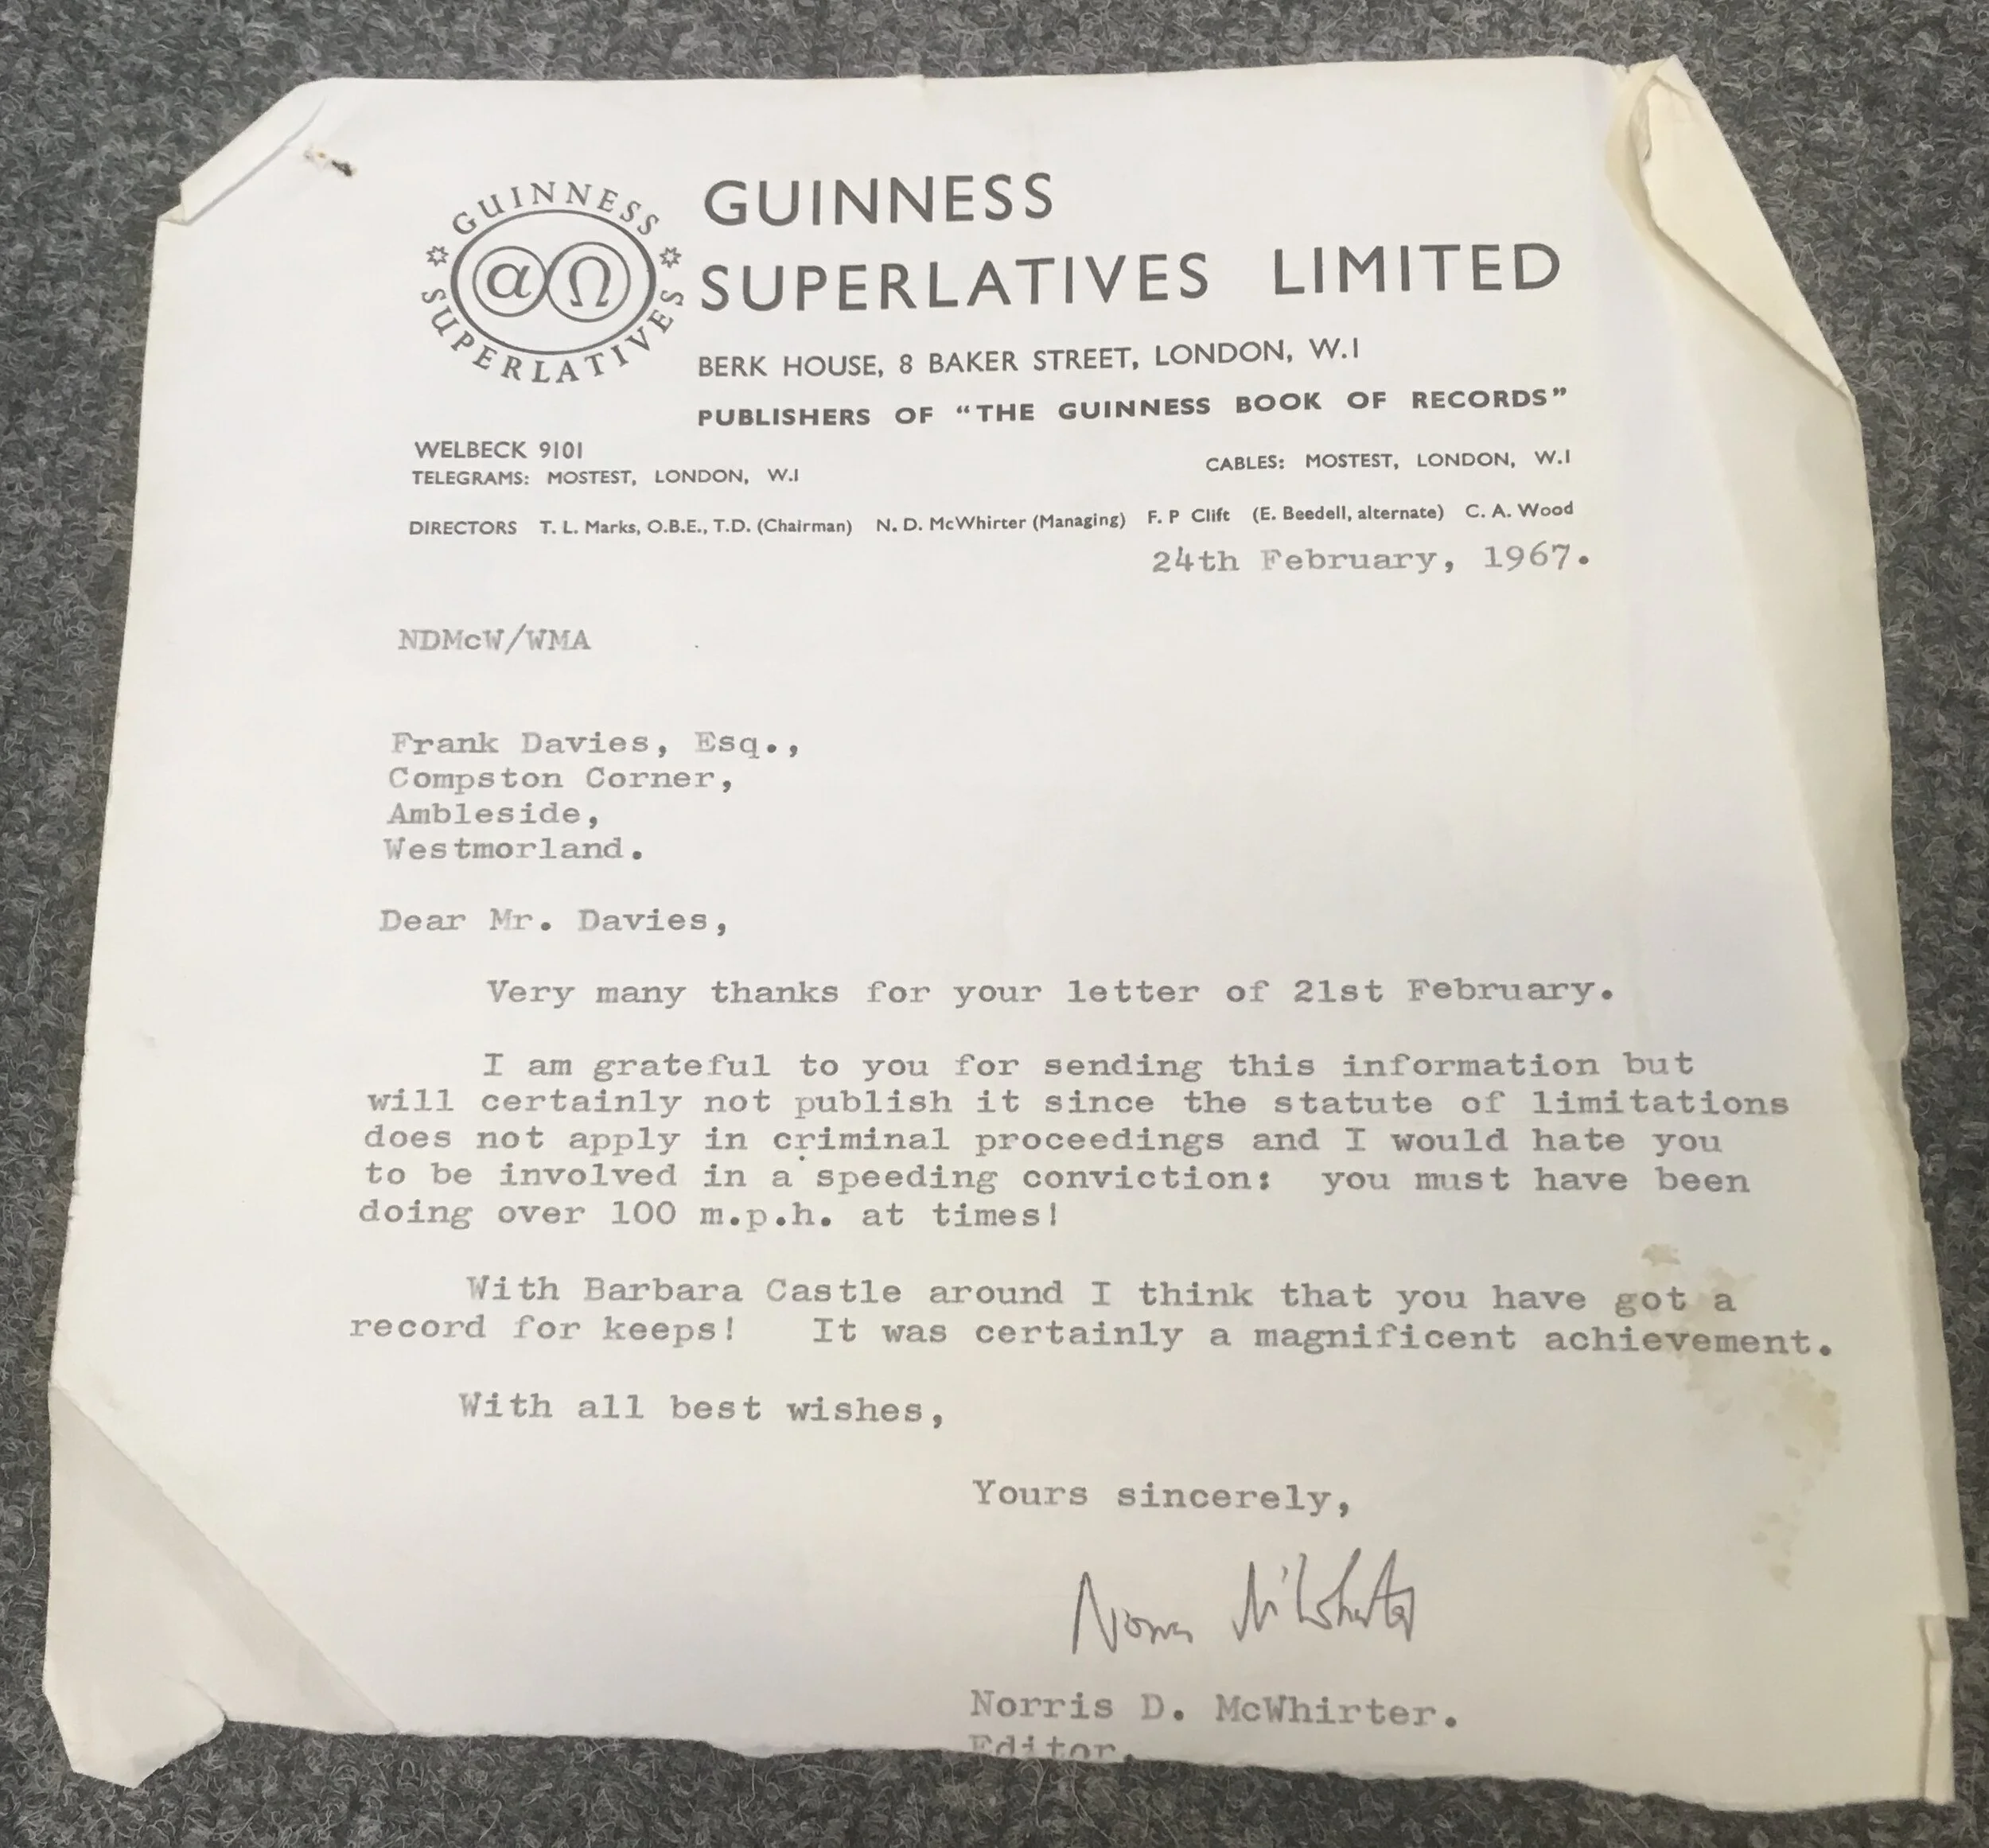 GUINNESS SUPERLATIVES
α Ω
GUINNESS
SUPERLATIVES LIMITED
BERK HOUSE, 8 BAKER STREET, LONDON, W.1
PUBLISHERS OF “THE GUINNESS BOOK OF RECORDS”
WELBECK 9101
TELEGRAMS: MOSTEST, LONDON, W.1
CABLES: MOSTEST, LONDON, W.1
DIRECTORS T. L. Marks, O.B.E., T.D. (Chairman) N. D. McWhirter (Managing) F. P Clift (E. Beedell, alternate) C. A. Wood
24th February, 1967.
NDMcW/WMA
Frank Davies, Esq.,
Compston Corner,
Ambleside,
Westmorland.
Dear Mr. Davies,
Very many thanks for your letter of 21st February.
I am grateful to you for sending this information but
will certainly not publish it since the statute of limitations
does not apply in criminal proceedings and I would hate you
to be involved in a speeding conviction: you must have been
doing over 100 m.p.h. at times!
With Barbara Castle around I think that you have got a
record for keeps! It was certainly a magnificent achievement.
With all best wishes,
Yours sincerely,
Norris McWhirter
Norris D. McWhirter.
Editor.